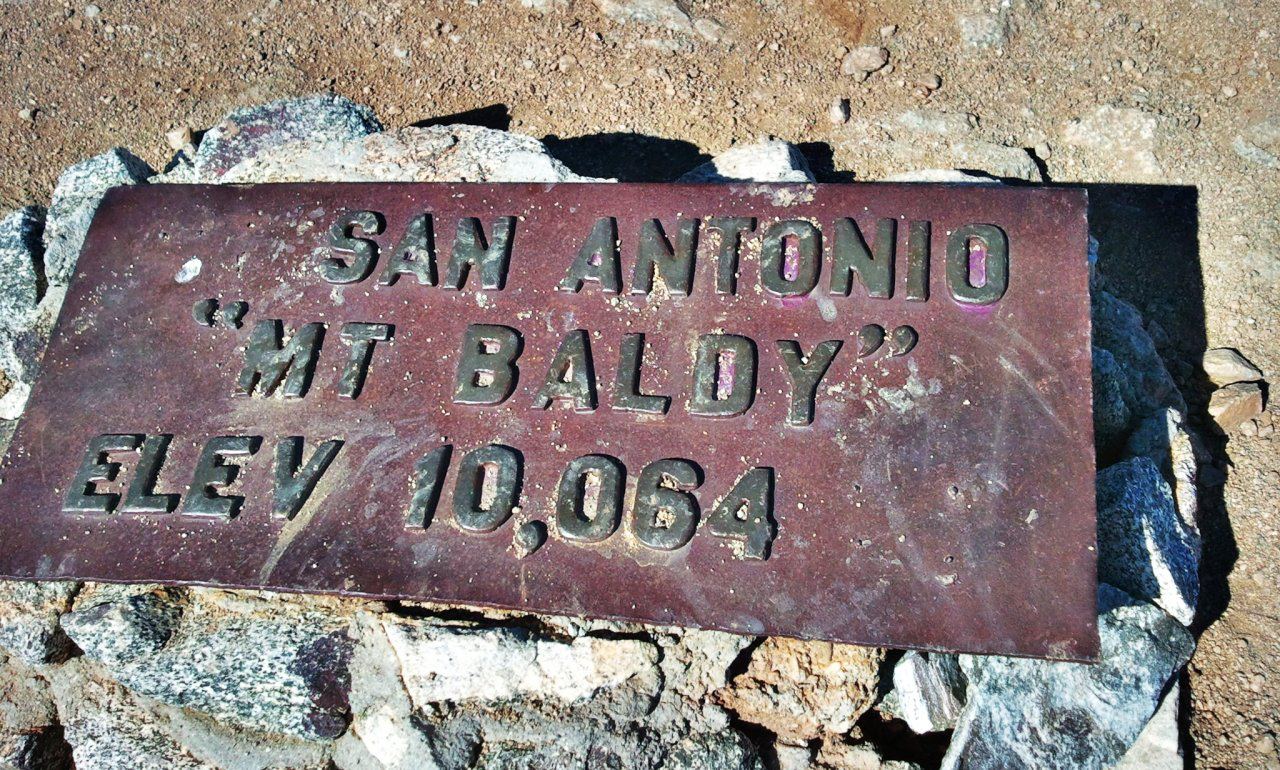 SAN ANTONIO
“MT BALDY”
ELEV 10,064